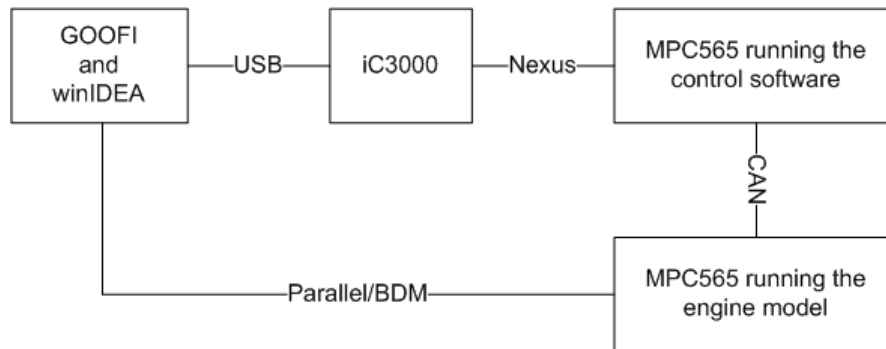 GOOFI
and
winIDEA
USB
iC3000
Nexus
MPC565 running the
control software
CAN
MPC565 running the
engine model
Parallel/BDM